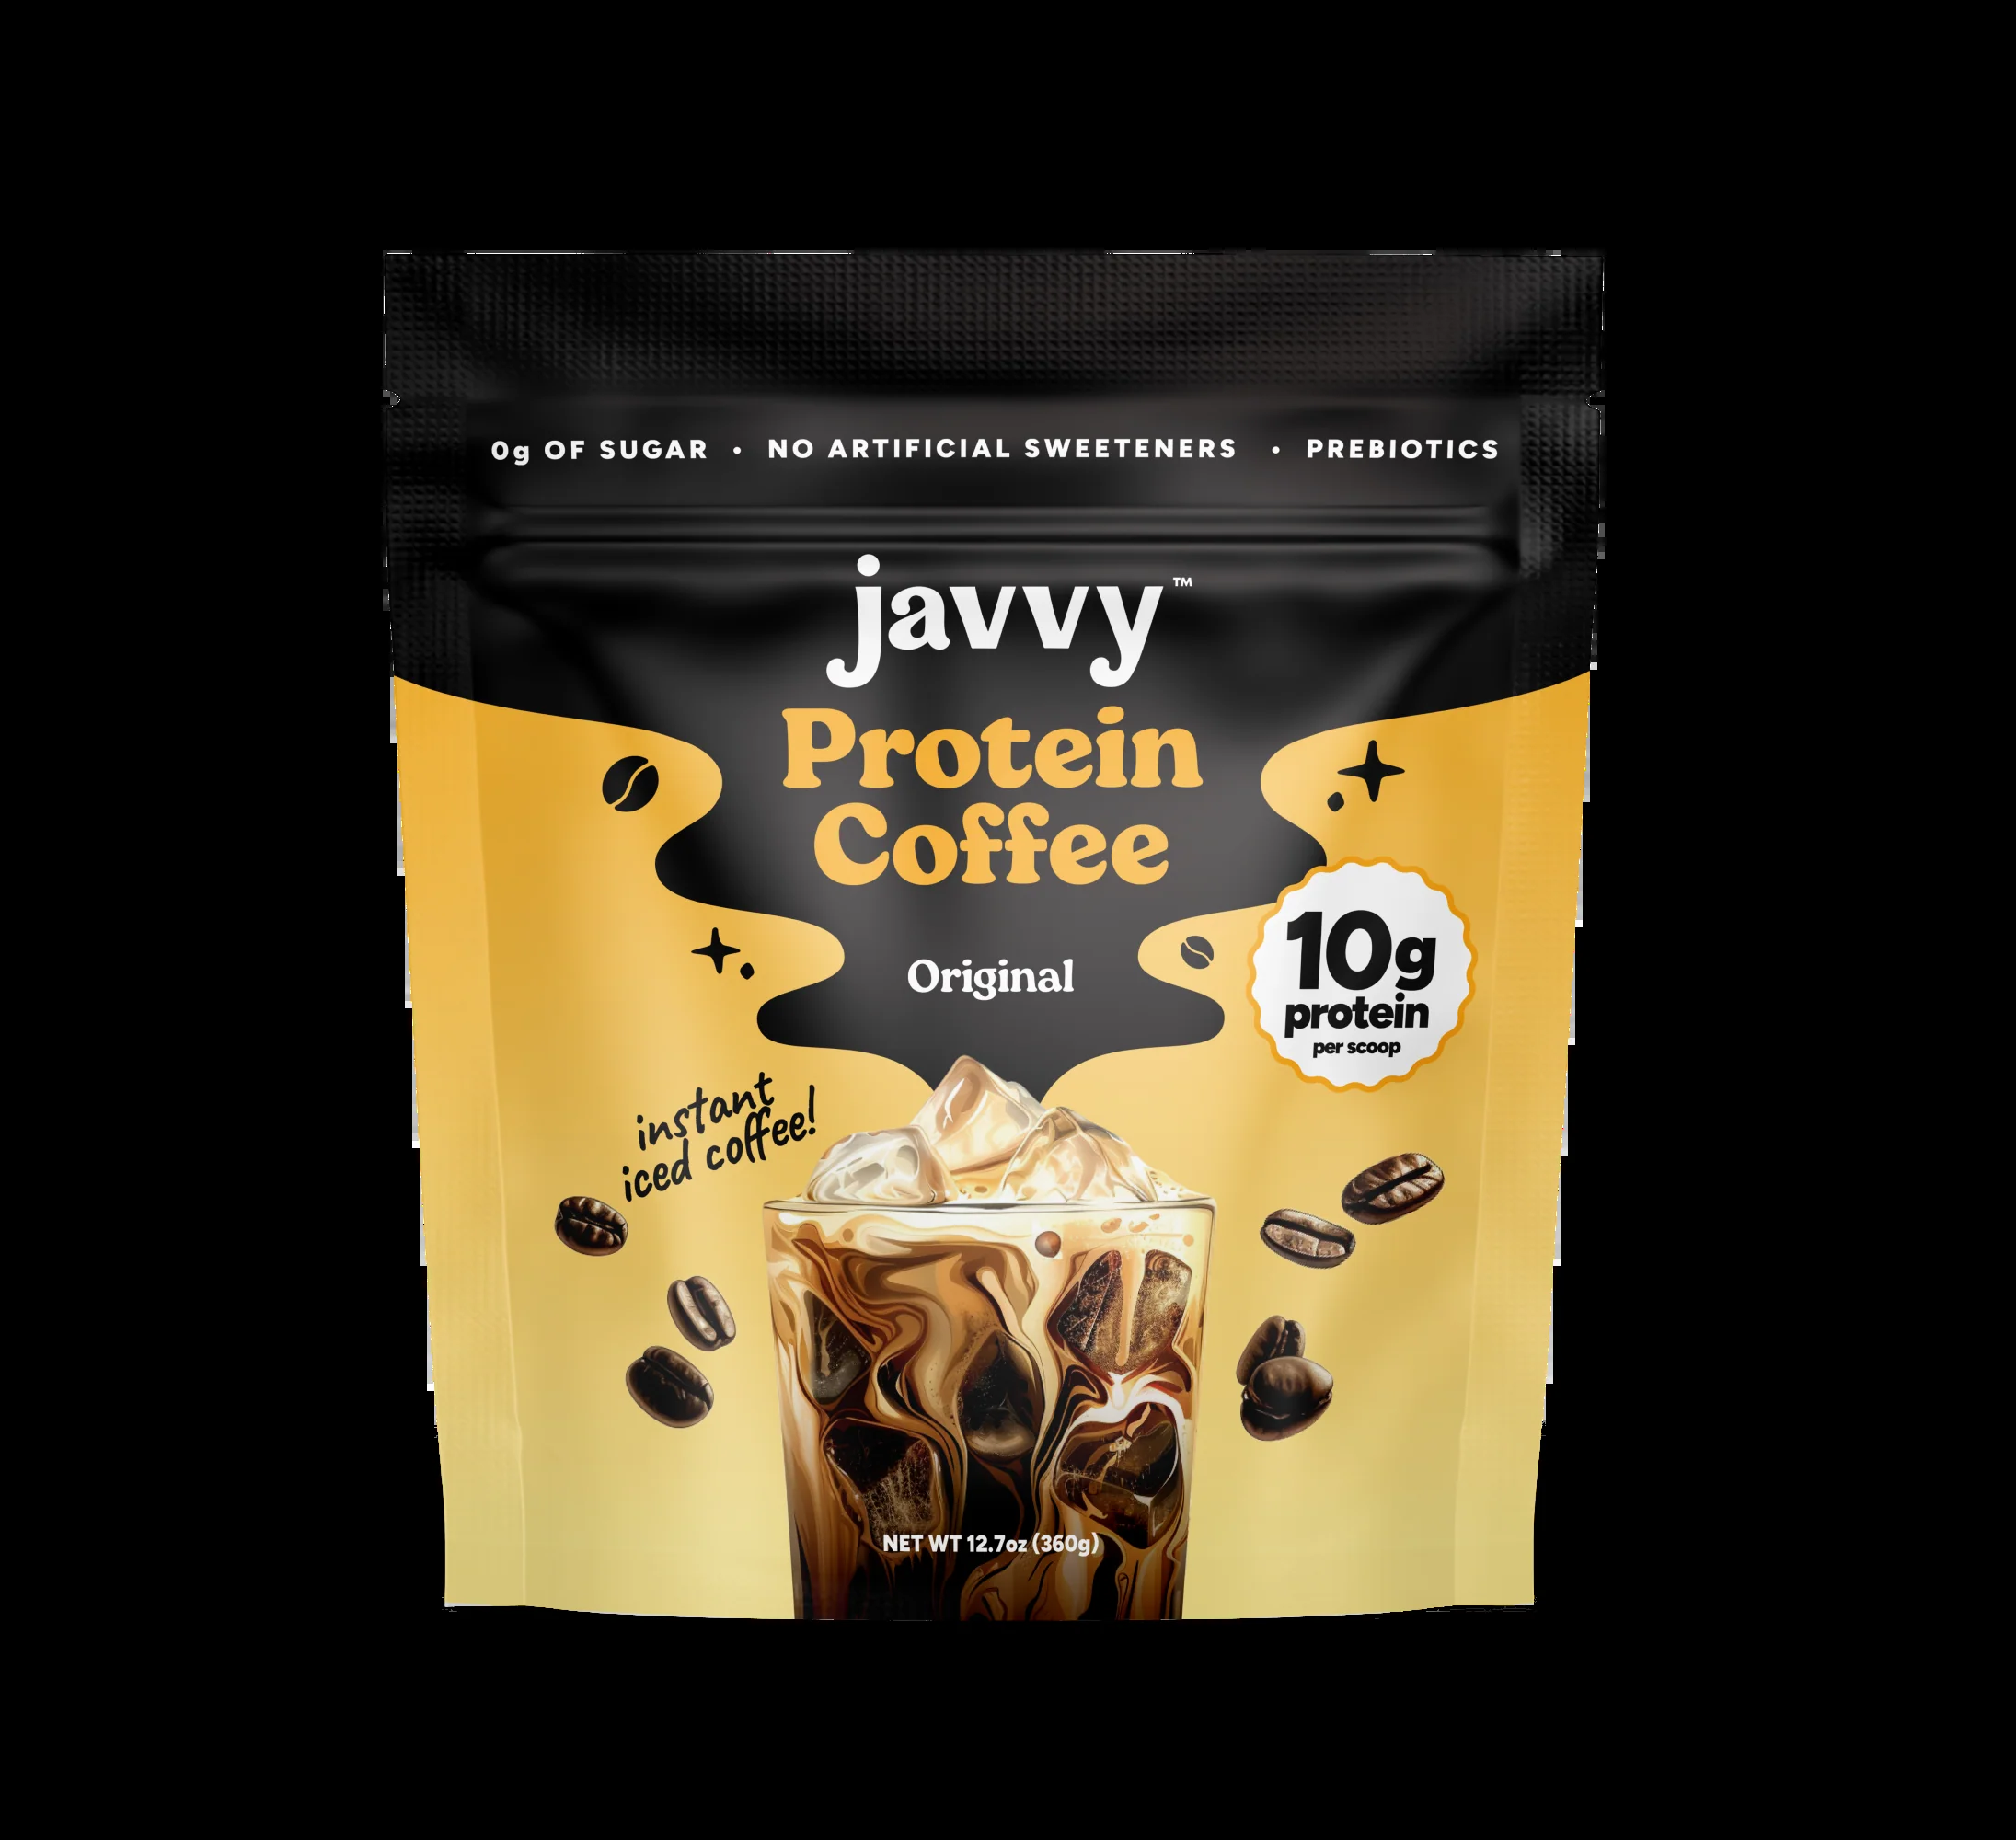 0g OF SUGAR • NO ARTIFICIAL SWEETENERS • PREBIOTICS
javvy™
Protein
Coffee
Original
10g
protein
per scoop
instant
iced coffee!
NET WT 12.7oz (360g)